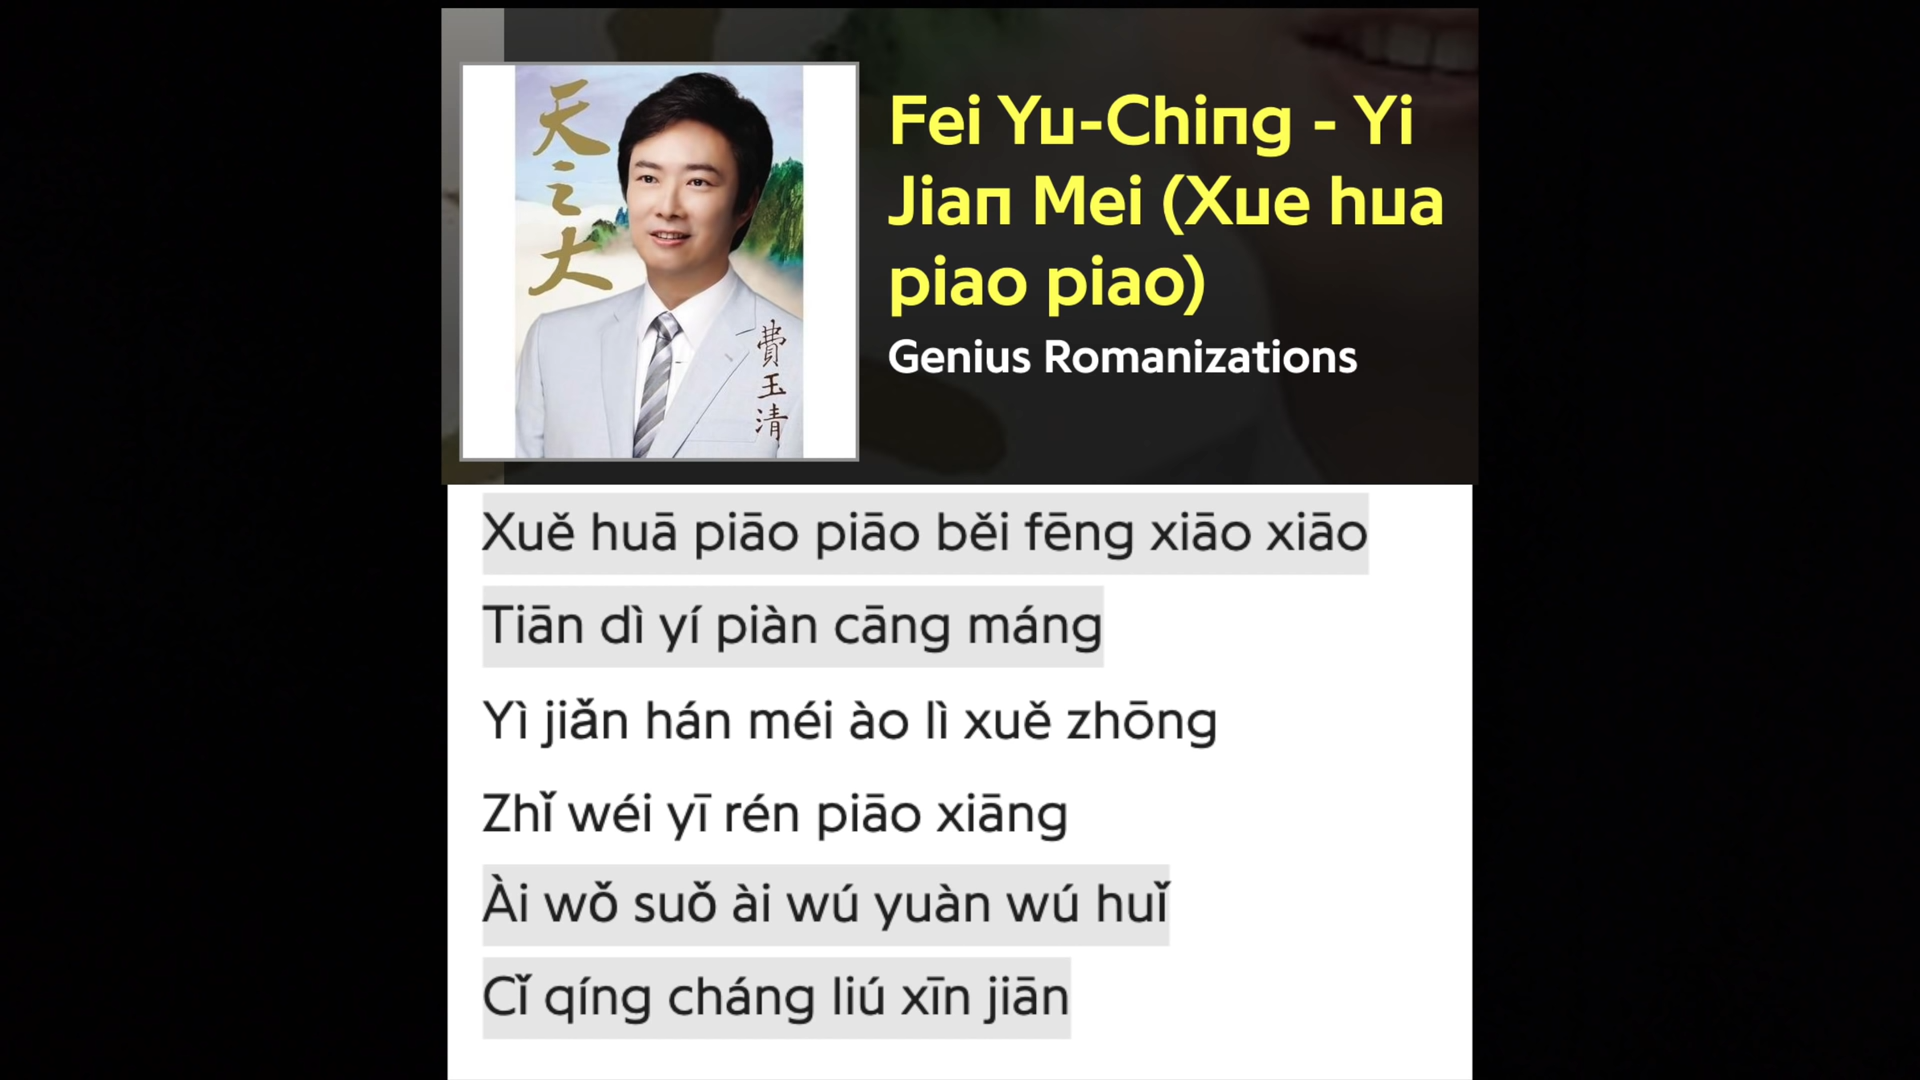 天之大
費玉清
Fei Yu-Ching - Yi
Jian Mei (Xue hua
piao piao)
Genius Romanizations
Xuě huā piāo piāo běi fēng xiāo xiāo
Tiān dì yí piàn cāng máng
Yì jiǎn hán méi ào lì xuě zhōng
Zhǐ wéi yī rén piāo xiāng
Ài wǒ suǒ ài wú yuàn wú huǐ
Cǐ qíng cháng liú xīn jiān